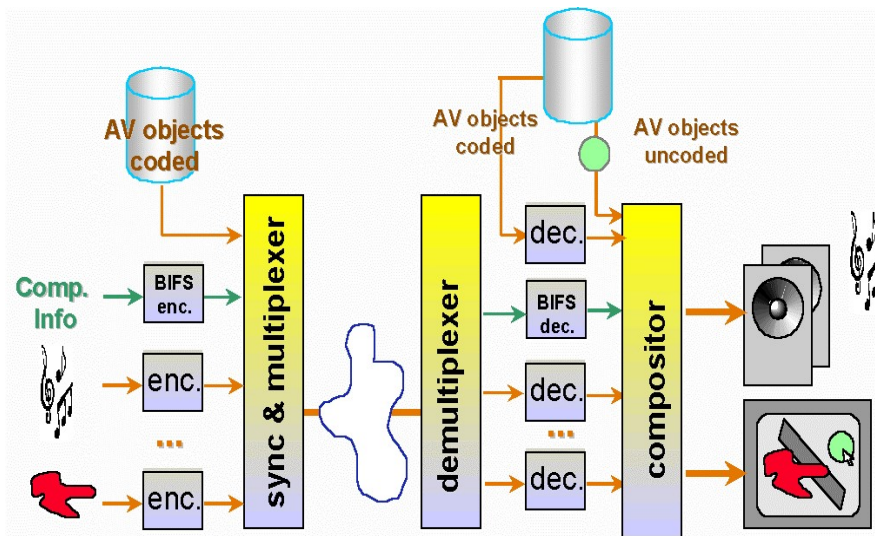 AV objects
coded
AV objects
coded
AV objects
uncoded
Comp.
Info
BIFS
enc.
enc.
...
enc.
sync & multiplexer
demultiplexer
dec.
BIFS
dec.
dec.
...
dec.
compositor